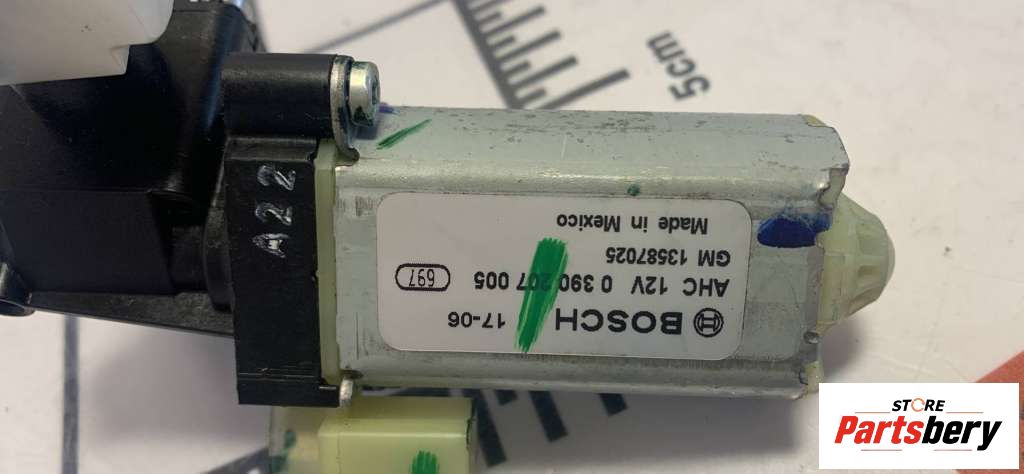 BOSCH 17-06
AHC 12V 0 390 207 005 697
GM 13587025
Made in Mexico
A22
5cm
STORE
Partsbery